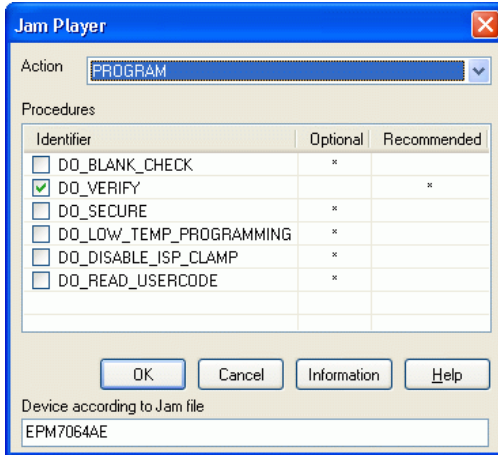 Jam Player
Action PROGRAM
Procedures
Identifier Optional Recommended
DO_BLANK_CHECK *
DO_VERIFY *
DO_SECURE *
DO_LOW_TEMP_PROGRAMMING *
DO_DISABLE_ISP_CLAMP *
DO_READ_USERCODE *
OK Cancel Information Help
Device according to Jam file
EPM7064AE